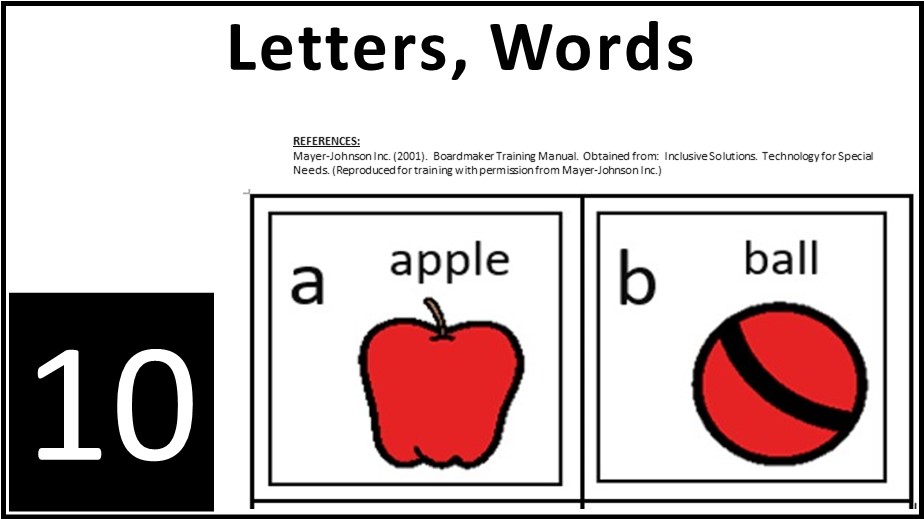 Letters, Words
REFERENCES:
Mayer-Johnson Inc. (2001). Boardmaker Training Manual. Obtained from: Inclusive Solutions. Technology for Special
Needs. (Reproduced for training with permission from Mayer-Johnson Inc.)
a apple
b ball
10